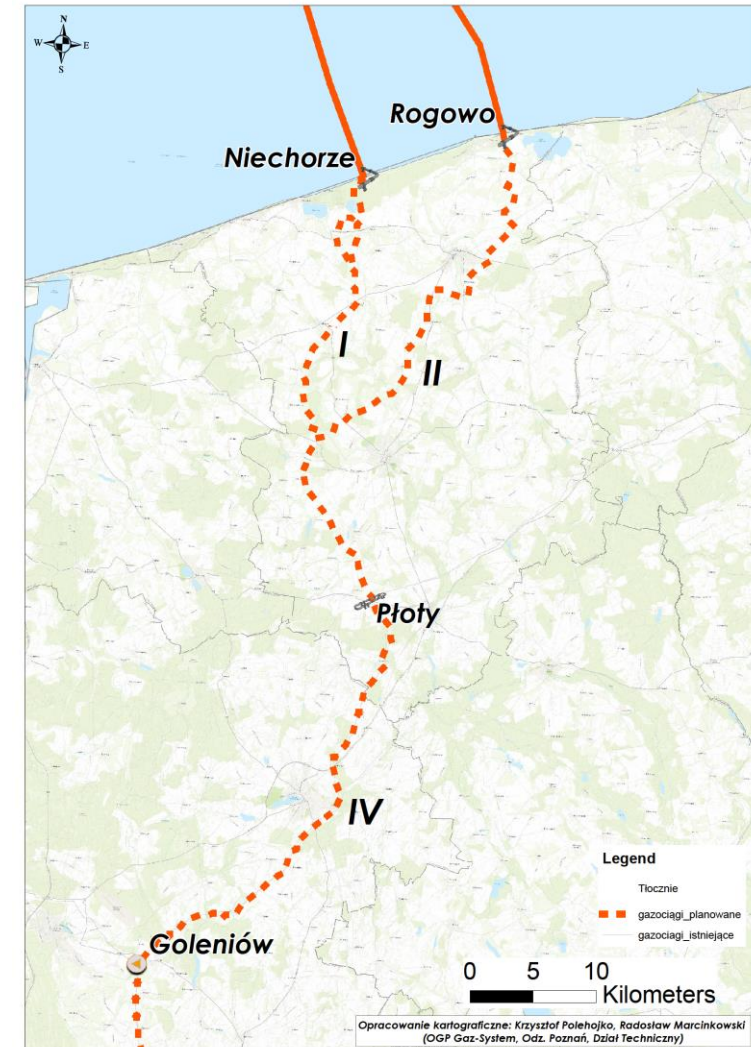 N
W E
S
Rogowo
Niechorze
I
II
Płoty
IV
Legend
Tłocznie
gazociągi_planowane
gazociągi_istniejące
Goleniów
0 5 10
Kilometers
Opracowanie kartograficzne: Krzysztof Polehojko, Radosław Marcinkowski
(OGP Gaz-System, Odz. Poznań, Dział Techniczny)